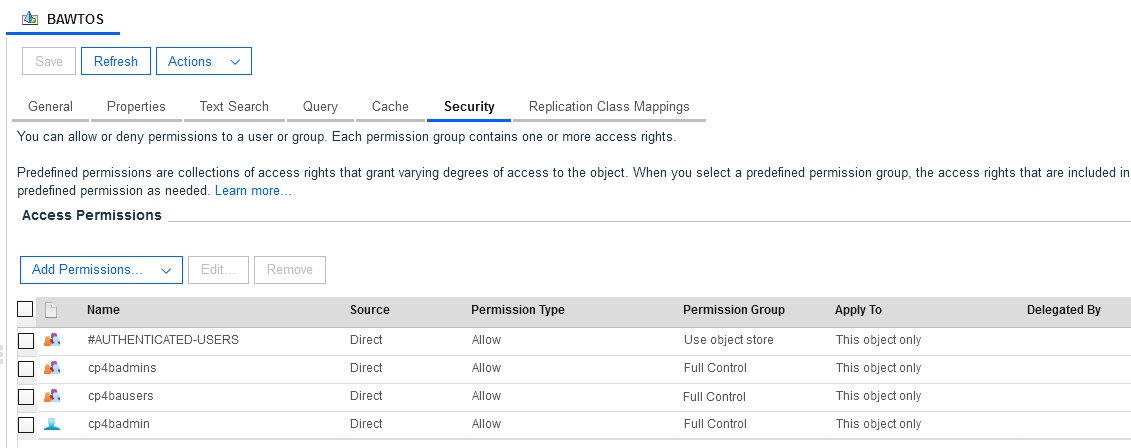 BAWTOS
Save Refresh Actions
General Properties Text Search Query Cache Security Replication Class Mappings
You can allow or deny permissions to a user or group. Each permission group contains one or more access rights.
Predefined permissions are collections of access rights that grant varying degrees of access to the object. When you select a predefined permission group, the access rights that are included in
predefined permission as needed. Learn more...
Access Permissions
Add Permissions... Edit... Remove
Name Source Permission Type Permission Group Apply To Delegated By
#AUTHENTICATED-USERS Direct Allow Use object store This object only
cp4badmins Direct Allow Full Control This object only
cp4bausers Direct Allow Full Control This object only
cp4badmin Direct Allow Full Control This object only